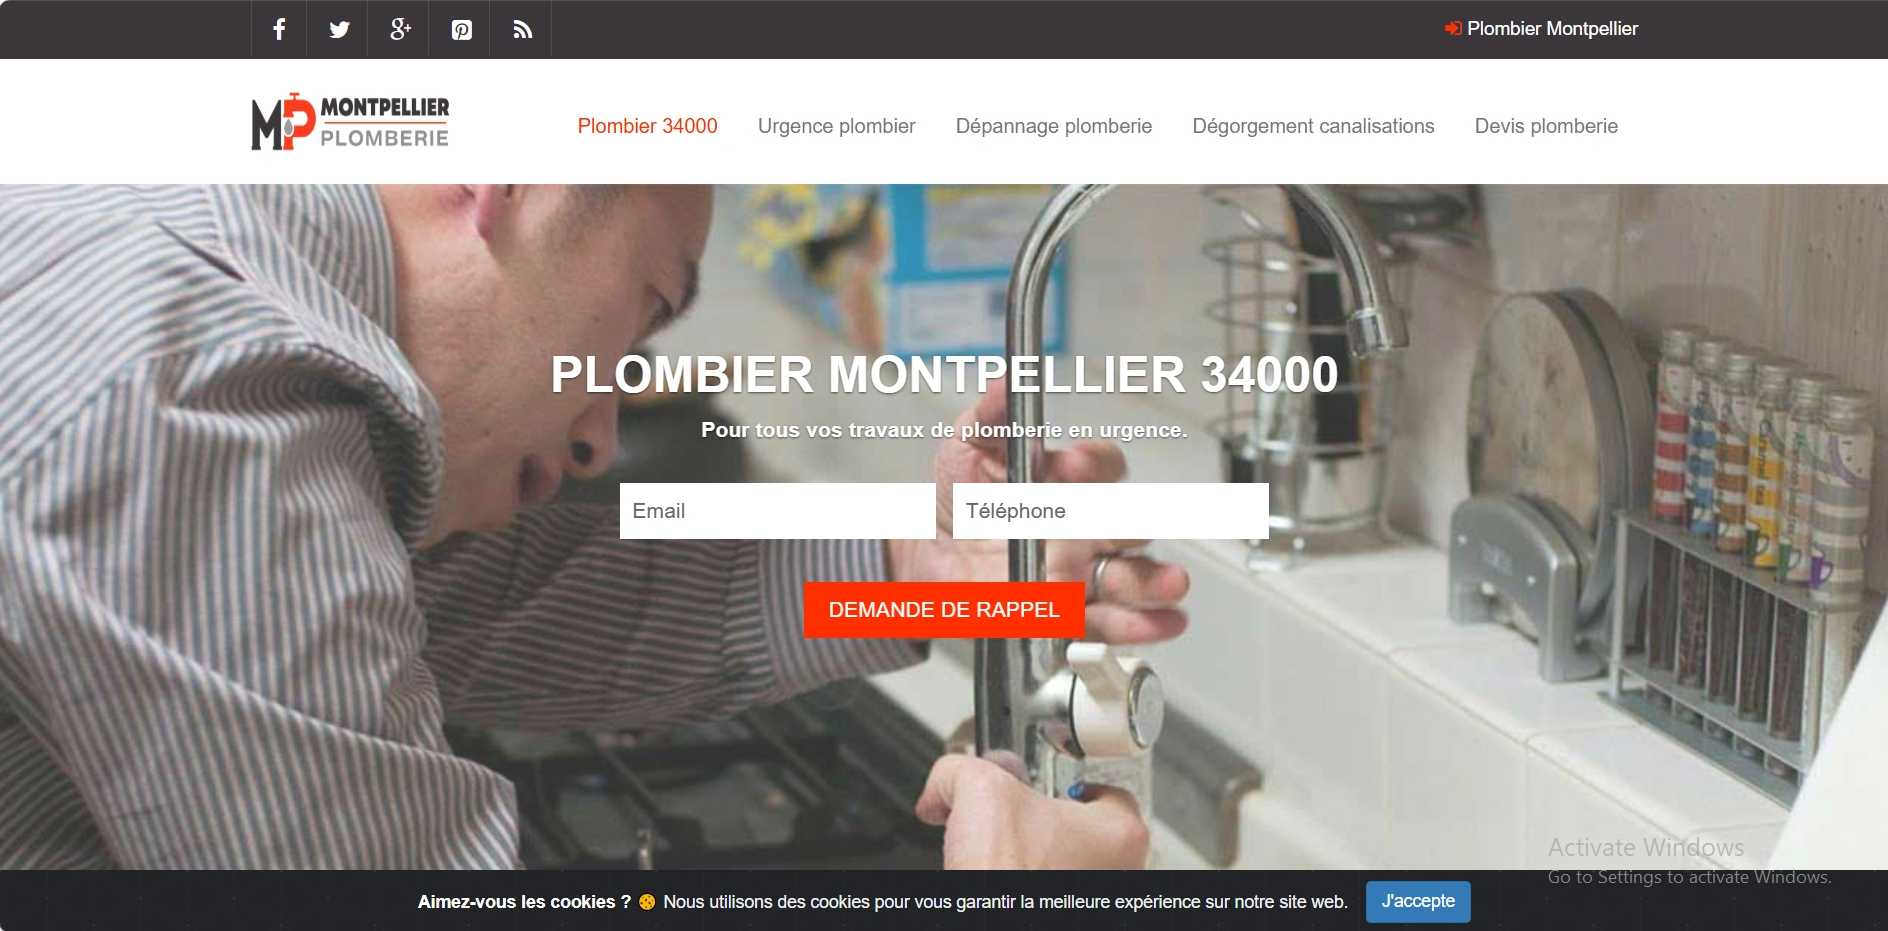 Plombier Montpellier
MP MONTPELLIER
PLOMBERIE
Plombier 34000 Urgence plombier Dépannage plomberie Dégorgement canalisations Devis plomberie
PLOMBIER MONTPELLIER 34000
Pour tous vos travaux de plomberie en urgence.
Email Téléphone
DEMANDE DE RAPPEL
Activate Windows
Go to Settings to activate Windows.
Aimez-vous les cookies ? 🍪 Nous utilisons des cookies pour vous garantir la meilleure expérience sur notre site web. J'accepte